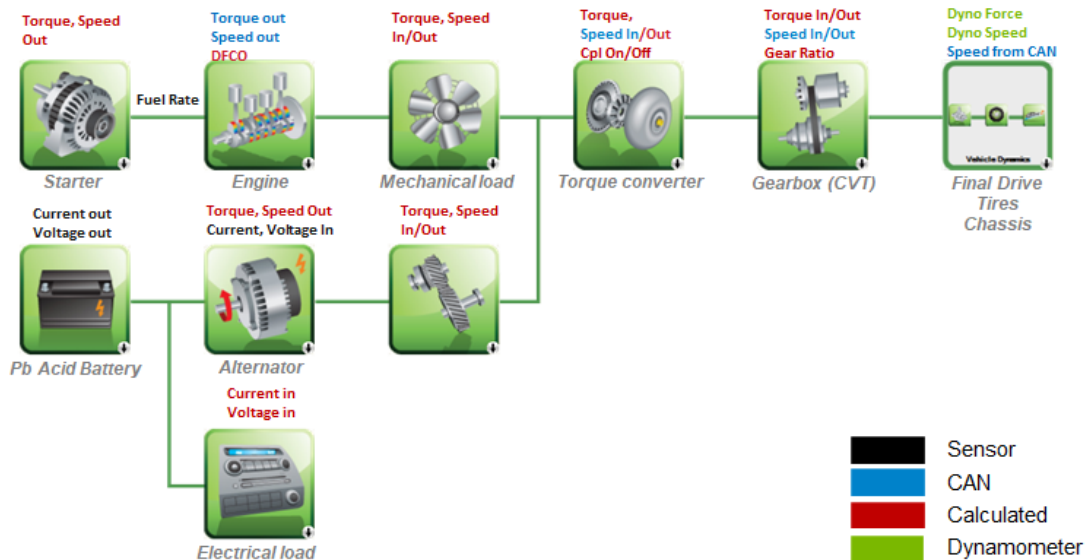 Torque, Speed
Out
Torque out
Speed out
DFCO
Torque, Speed
In/Out
Torque,
Speed In/Out
Cpl On/Off
Torque In/Out
Speed In/Out
Gear Ratio
Dyno Force
Dyno Speed
Speed from CAN
Fuel Rate
Vehicle Dynamics
Starter
Engine
Mechanical load
Torque converter
Gearbox (CVT)
Final Drive
Tires
Chassis
Current out
Voltage out
Torque, Speed Out
Current, Voltage In
Torque, Speed
In/Out
Pb Acid Battery
Alternator
Current in
Voltage in
Electrical load
Sensor
CAN
Calculated
Dynamometer